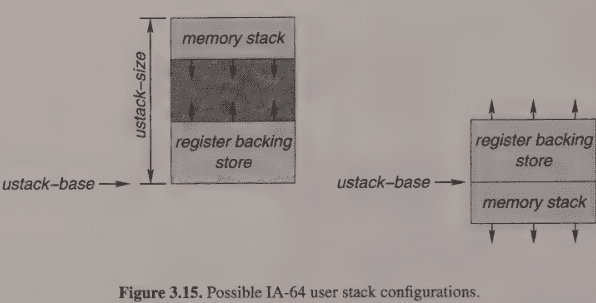 memory stack
ustack–size
register backing
store
ustack–base
register backing
store
ustack–base
memory stack
Figure 3.15. Possible IA-64 user stack configurations.